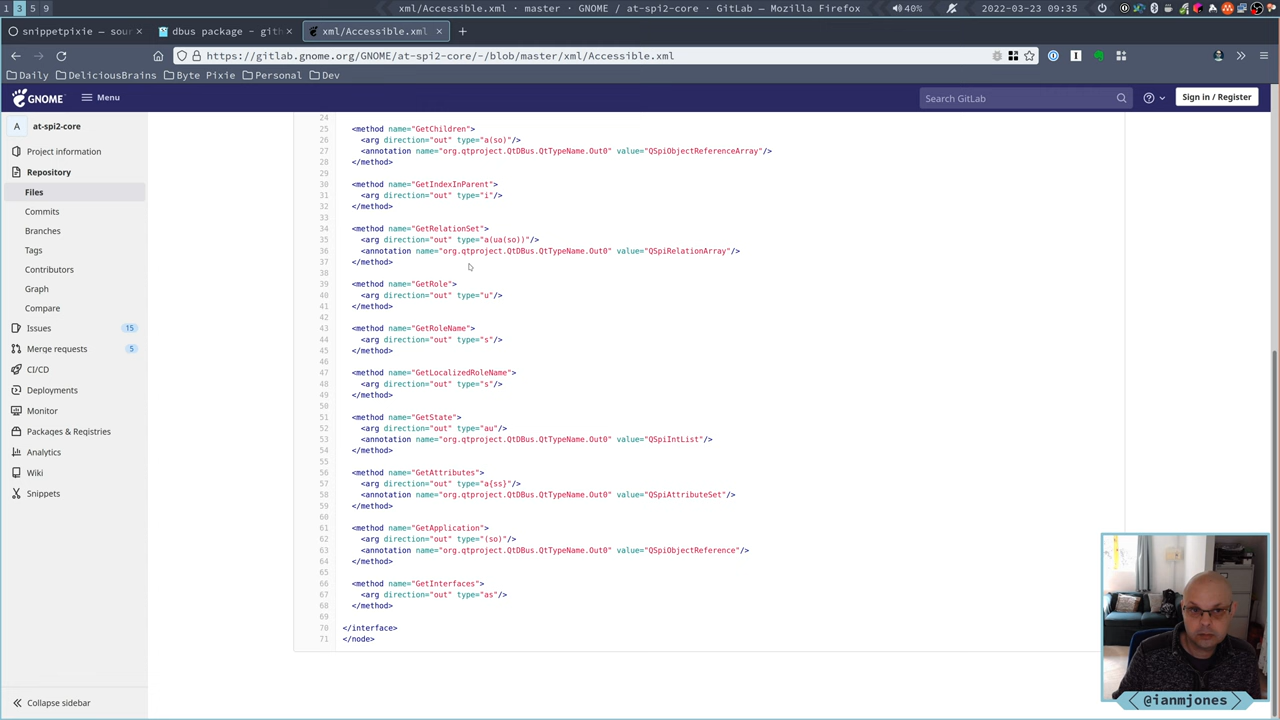 1 3 5 9
xml/Accessible.xml · master · GNOME / at-spi2-core · GitLab — Mozilla Firefox
40%
2022-03-23 09:35
snippetpixie — sour
dbus package - gith
xml/Accessible.xml
https://gitlab.gnome.org/GNOME/at-spi2-core/-/blob/master/xml/Accessible.xml
Daily DeliciousBrains Byte Pixie Personal Dev
GNOME
Menu
Search GitLab
Sign in / Register
A at-spi2-core
Project information
Repository
Files
Commits
Branches
Tags
Contributors
Graph
Compare
Issues 15
Merge requests 5
CI/CD
Deployments
Monitor
Packages & Registries
Analytics
Wiki
Snippets
Collapse sidebar
24
25 <method name="GetChildren">
26 <arg direction="out" type="a(so)"/>
27 <annotation name="org.qtproject.QtDBus.QtTypeName.Out0" value="QSpiObjectReferenceArray"/>
28 </method>
29
30 <method name="GetIndexInParent">
31 <arg direction="out" type="i"/>
32 </method>
33
34 <method name="GetRelationSet">
35 <arg direction="out" type="a(ua(so))"/>
36 <annotation name="org.qtproject.QtDBus.QtTypeName.Out0" value="QSpiRelationArray"/>
37 </method>
38
39 <method name="GetRole">
40 <arg direction="out" type="u"/>
41 </method>
42
43 <method name="GetRoleName">
44 <arg direction="out" type="s"/>
45 </method>
46
47 <method name="GetLocalizedRoleName">
48 <arg direction="out" type="s"/>
49 </method>
50
51 <method name="GetState">
52 <arg direction="out" type="au"/>
53 <annotation name="org.qtproject.QtDBus.QtTypeName.Out0" value="QSpiIntList"/>
54 </method>
55
56 <method name="GetAttributes">
57 <arg direction="out" type="a{ss}"/>
58 <annotation name="org.qtproject.QtDBus.QtTypeName.Out0" value="QSpiAttributeSet"/>
59 </method>
60
61 <method name="GetApplication">
62 <arg direction="out" type="(so)"/>
63 <annotation name="org.qtproject.QtDBus.QtTypeName.Out0" value="QSpiObjectReference"/>
64 </method>
65
66 <method name="GetInterfaces">
67 <arg direction="out" type="as"/>
68 </method>
69
70 </interface>
71 </node>
@ianmjones